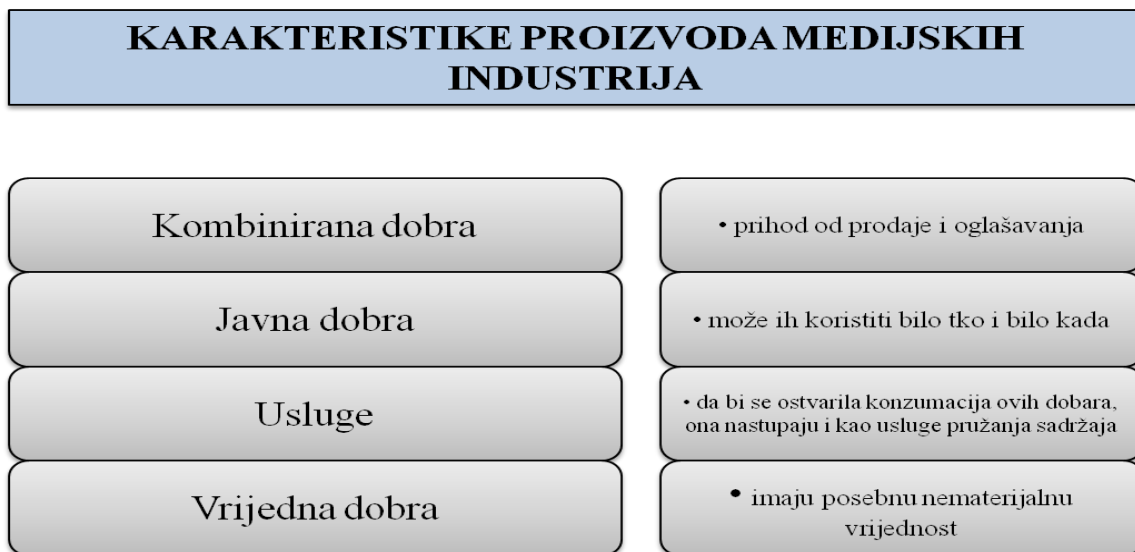 KARAKTERISTIKE PROIZVODA MEDIJSKIH
INDUSTRIJA
Kombinirana dobra
• prihod od prodaje i oglašavanja
Javna dobra
• može ih koristiti bilo tko i bilo kada
Usluge
• da bi se ostvarila konzumacija ovih dobara,
ona nastupaju i kao usluge pružanja sadržaja
Vrijedna dobra
• imaju posebnu nematerijalnu
vrijednost